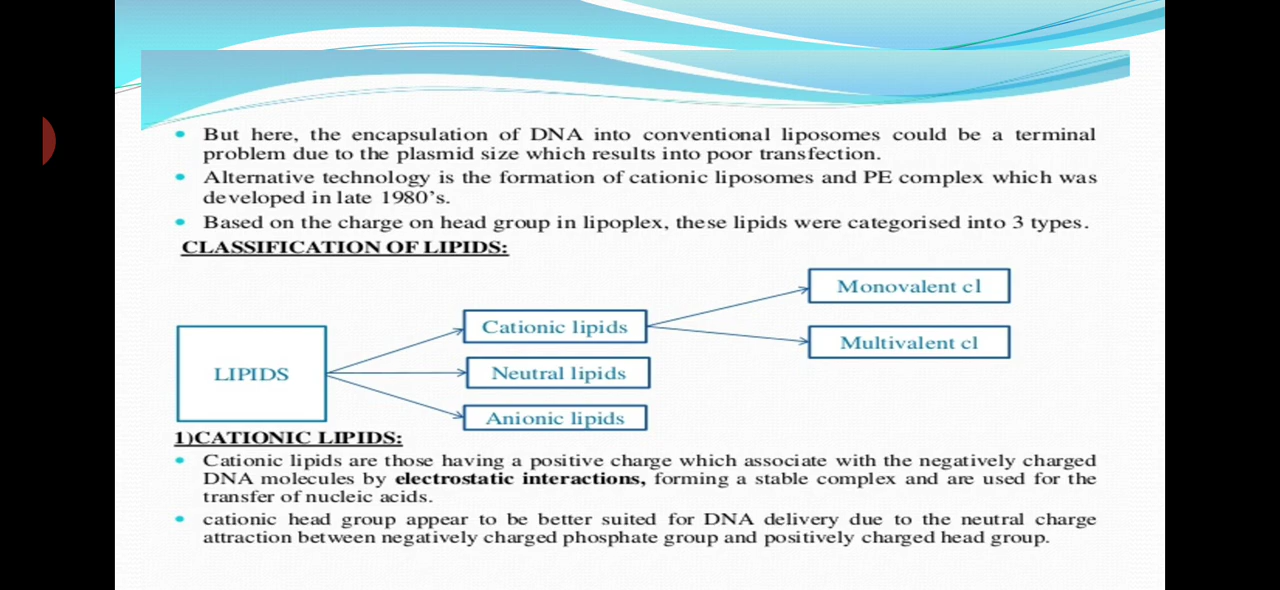 But here, the encapsulation of DNA into conventional liposomes could be a terminal
problem due to the plasmid size which results into poor transfection.
Alternative technology is the formation of cationic liposomes and PE complex which was
developed in late 1980's.
Based on the charge on head group in lipoplex, these lipids were categorised into 3 types.
CLASSIFICATION OF LIPIDS:
LIPIDS
Cationic lipids
Neutral lipids
Anionic lipids
Monovalent cl
Multivalent cl
1)CATIONIC LIPIDS:
Cationic lipids are those having a positive charge which associate with the negatively charged
DNA molecules by electrostatic interactions, forming a stable complex and are used for the
transfer of nucleic acids.
cationic head group appear to be better suited for DNA delivery due to the neutral charge
attraction between negatively charged phosphate group and positively charged head group.